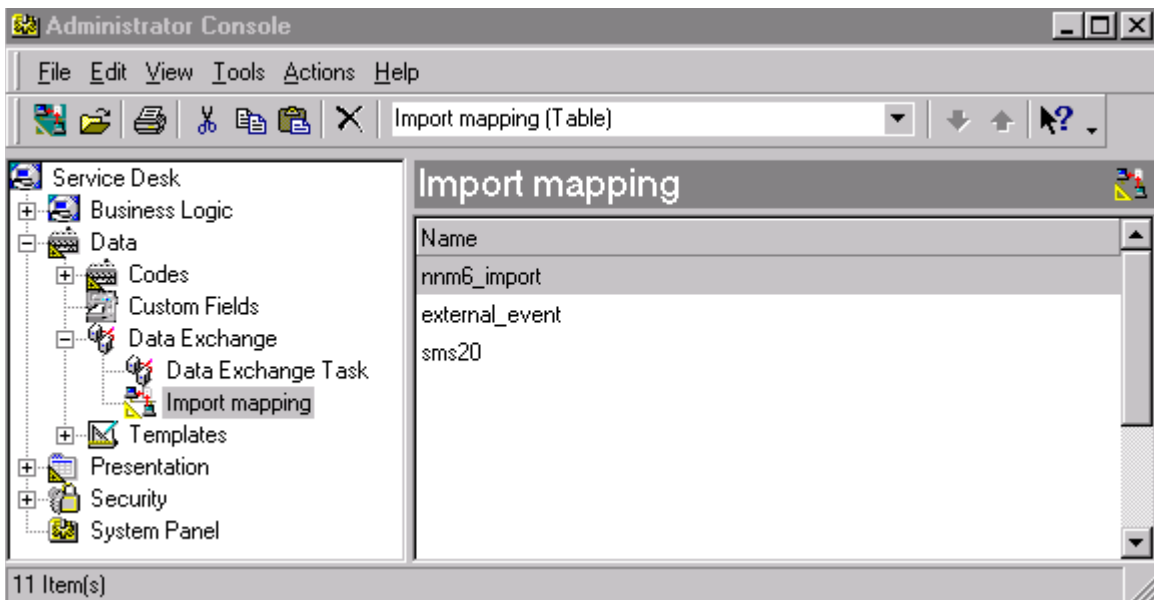 Administrator Console
File Edit View Tools Actions Help
Import mapping (Table)
Service Desk
Business Logic
Data
Codes
Custom Fields
Data Exchange
Data Exchange Task
Import mapping
Templates
Presentation
Security
System Panel
Import mapping
Name
nnm6_import
external_event
sms20
11 Item(s)